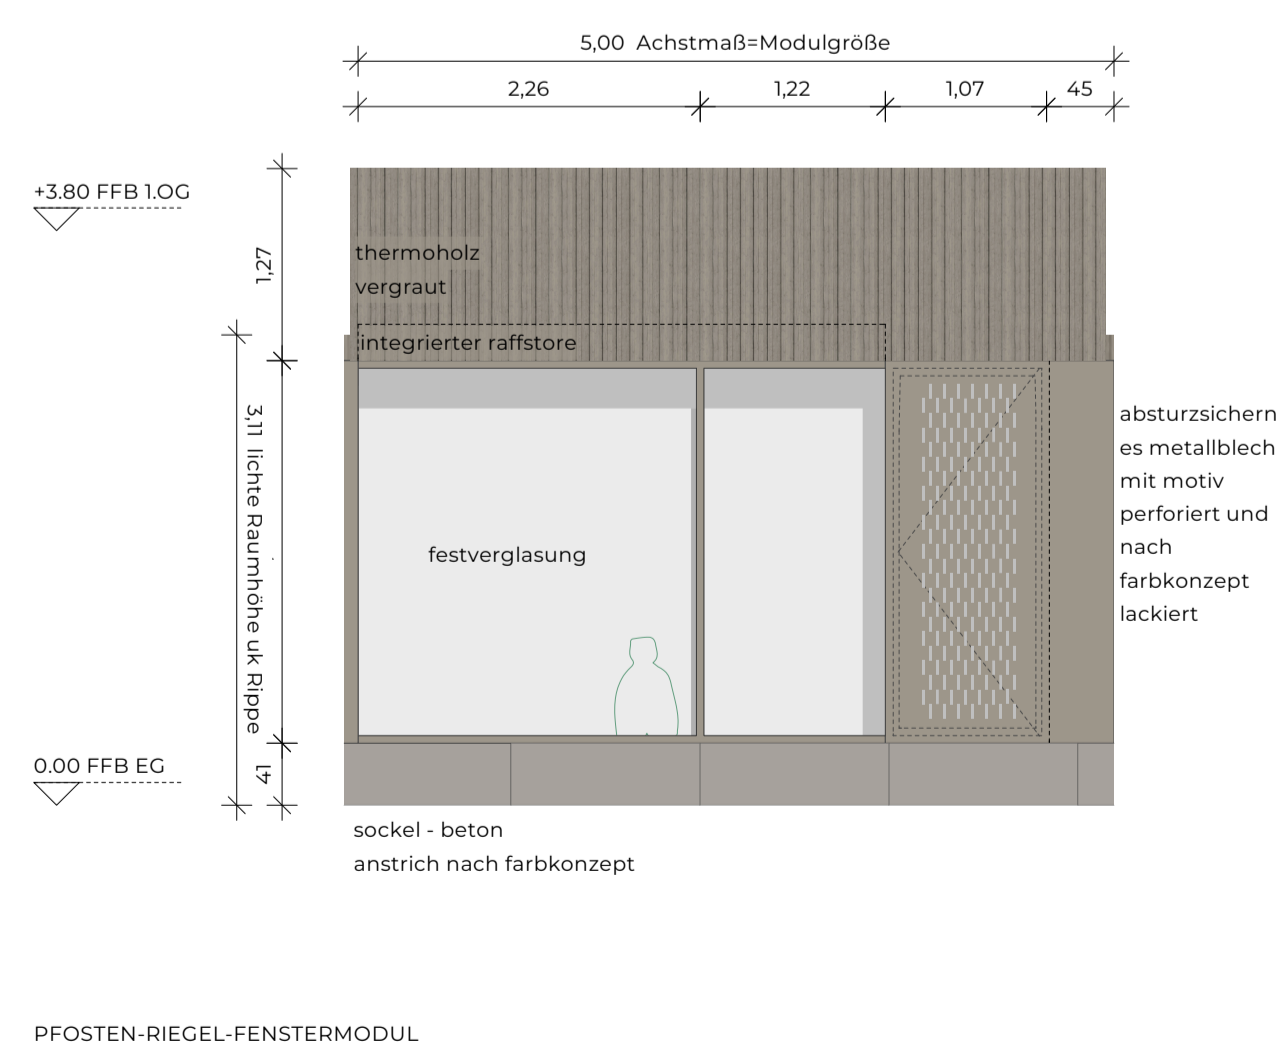 5,00 Achstmaß=Modulgröße
2,26
1,22
1,07
45
+3.80 FFB 1.OG
1,27
thermoholz
vergraut
integrierter raffstore
3,11 lichte Raumhöhe uk Rippe
absturzsichern
es metallblech
mit motiv
perforiert und
nach
farbkonzept
lackiert
festverglasung
0.00 FFB EG
sockel - beton
anstrich nach farbkonzept
PFOSTEN-RIEGEL-FENSTERMODUL